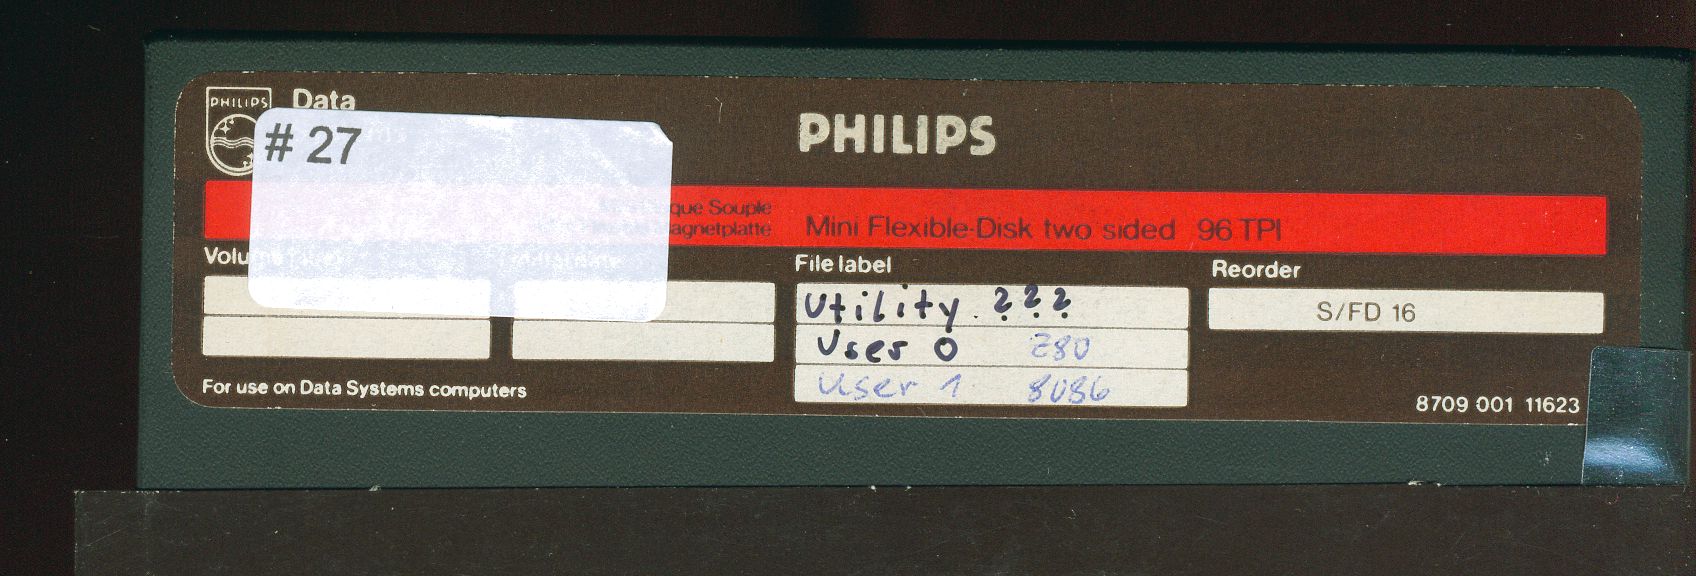 PHILIPS
Data
# 27
PHILIPS
que Souple
agnetplatte
Mini Flexible-Disk two sided 96 TPI
Volu
File label
Reorder
Utility ???
S/FD 16
User 0 Z80
User 1 8086
For use on Data Systems computers
8709 001 11623